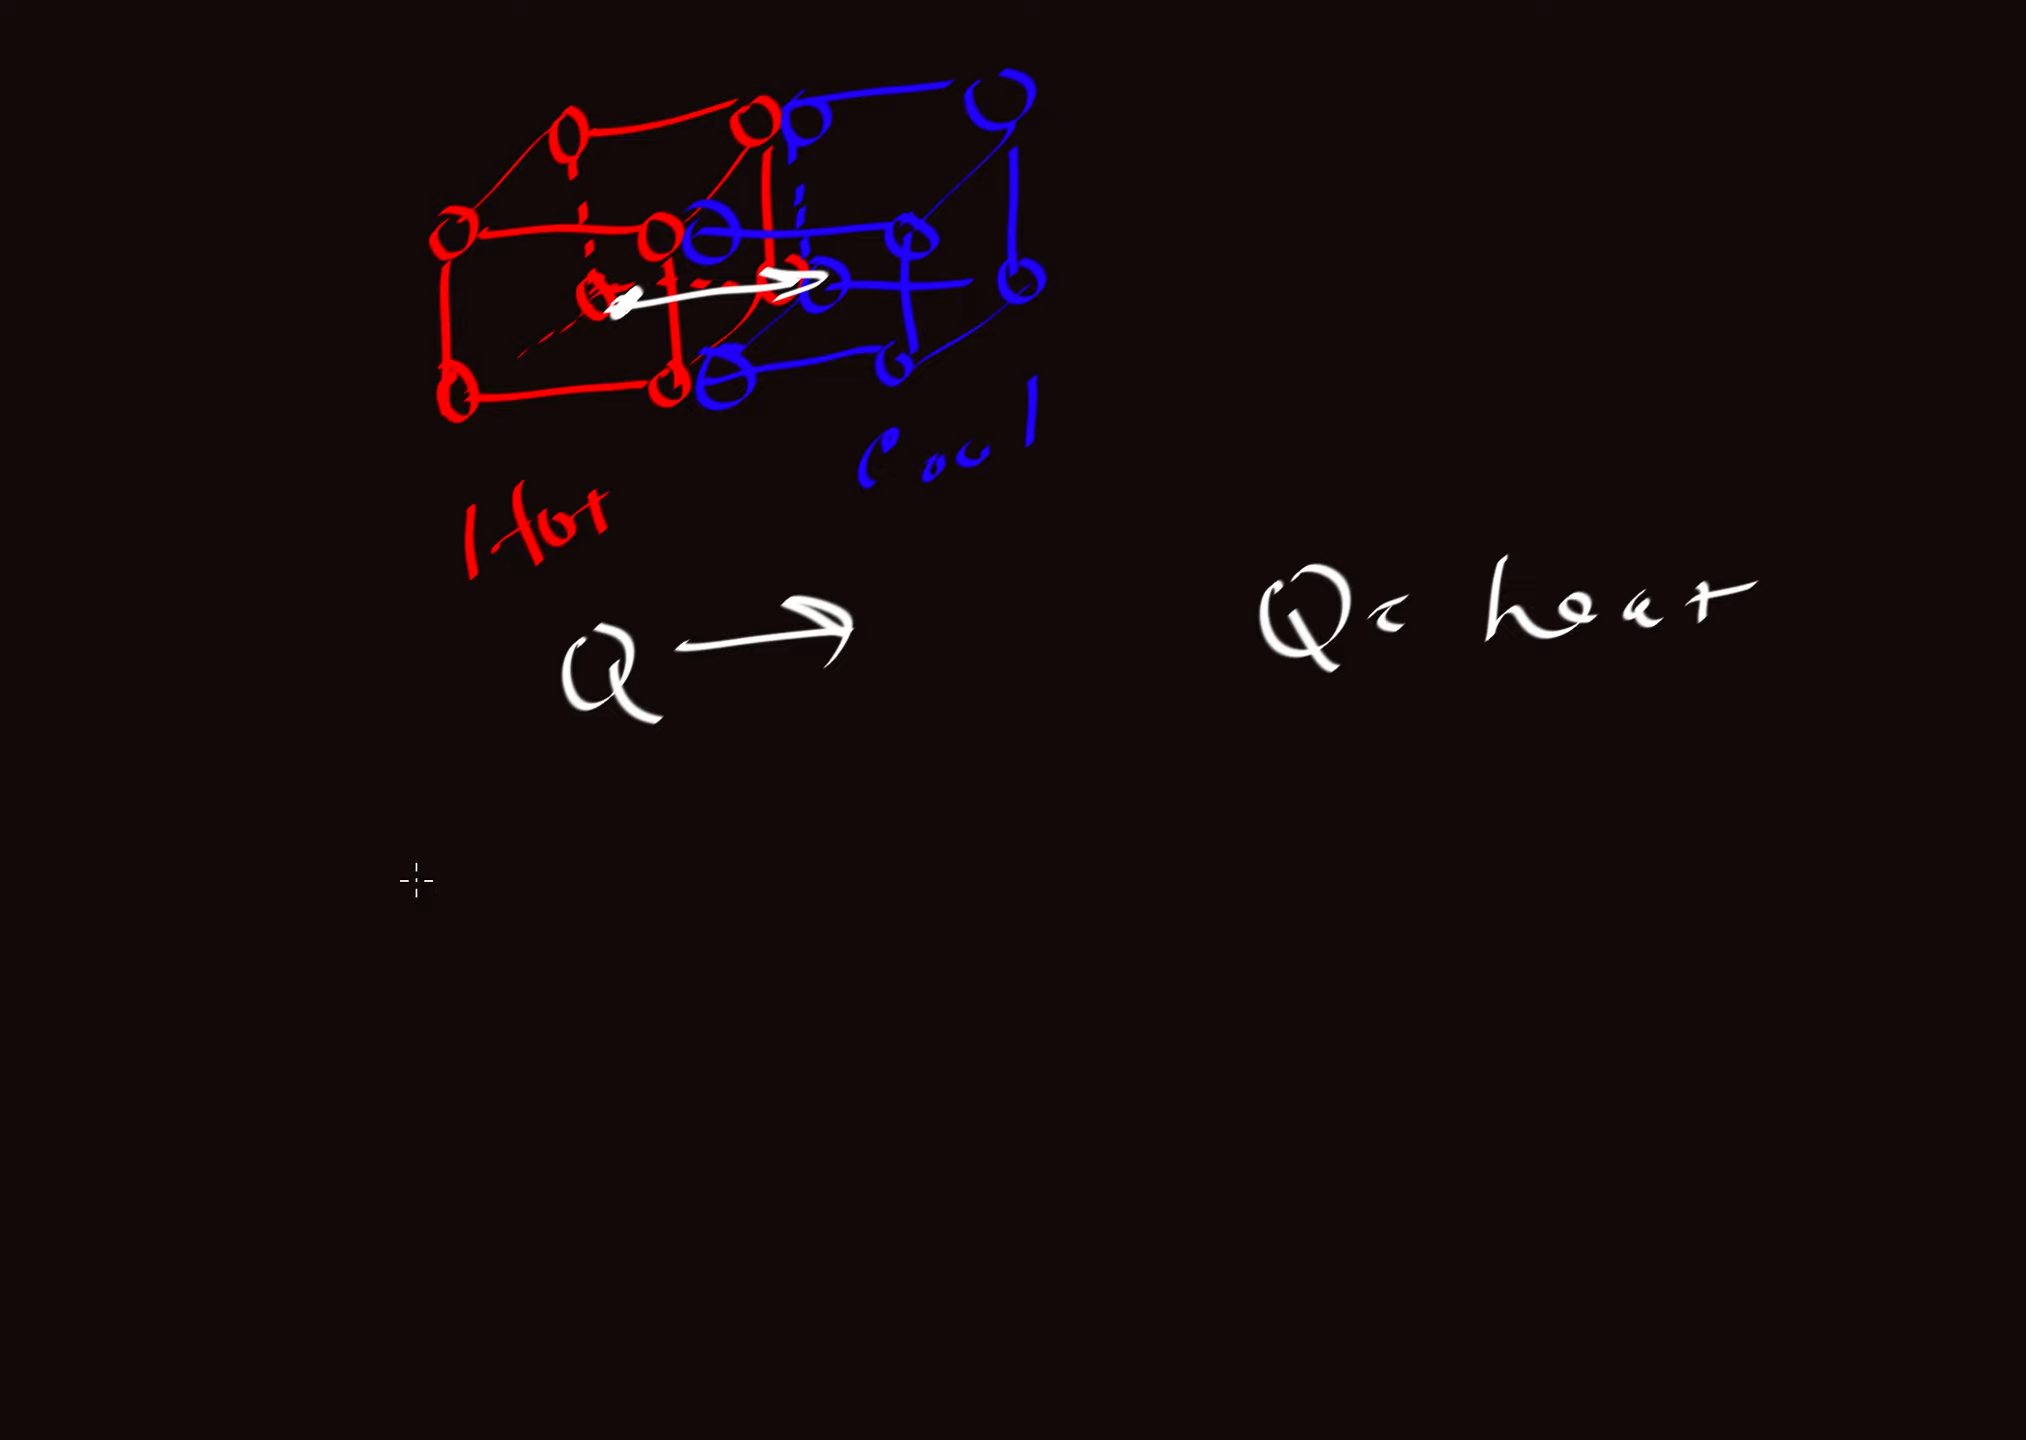 Cool
Hot
Q →
Q = heat